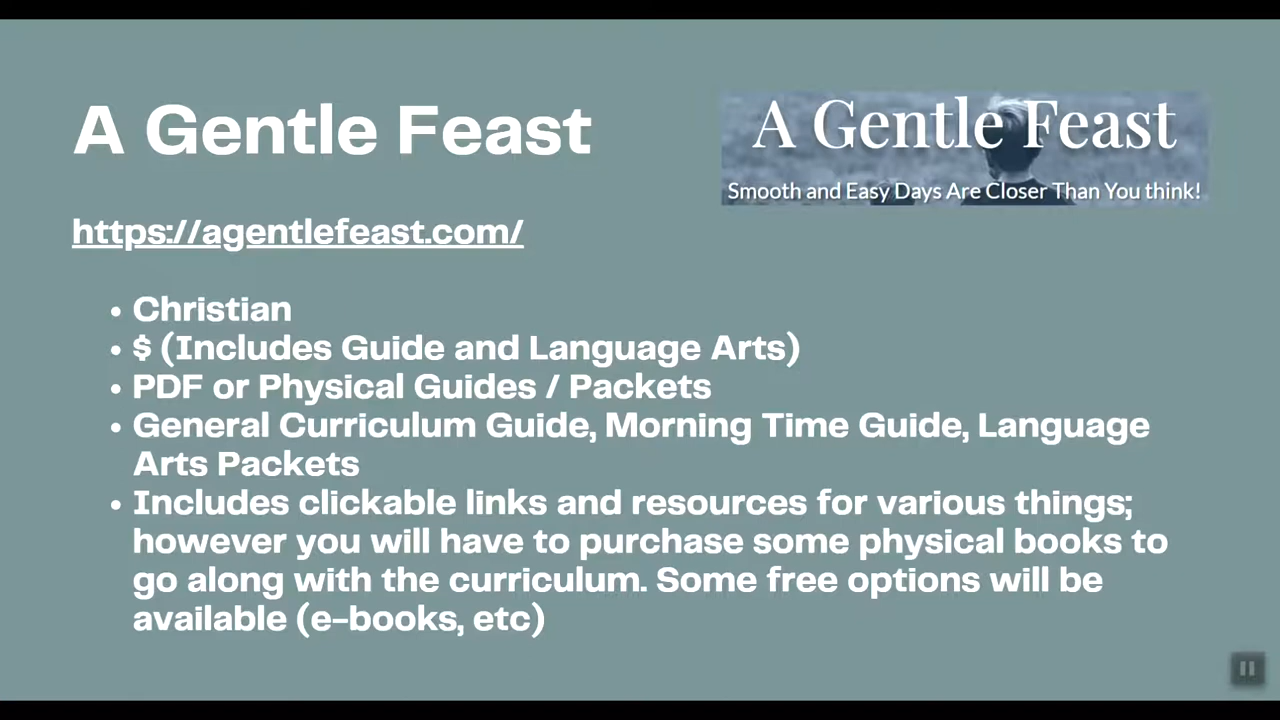 A Gentle Feast
A Gentle Feast
Smooth and Easy Days Are Closer Than You think!
https://agentlefeast.com/
• Christian
• $ (Includes Guide and Language Arts)
• PDF or Physical Guides / Packets
• General Curriculum Guide, Morning Time Guide, Language
Arts Packets
• Includes clickable links and resources for various things;
however you will have to purchase some physical books to
go along with the curriculum. Some free options will be
available (e-books, etc)